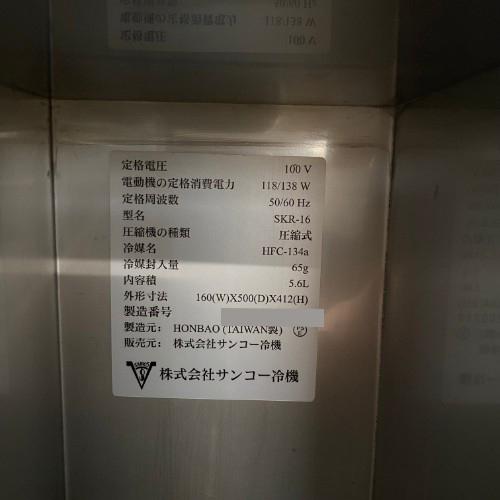 定格電圧 100 V
電動機の定格消費電力 118/138 W
定格周波数 50/60 Hz
型名 SKR-16
圧縮機の種類 圧縮式
冷媒名 HFC-134a
冷媒封入量 65g
内容積 5.6L
外形寸法 160(W)X500(D)X412(H)
製造番号
製造元: HONBAO (TAIWAN製)
販売元: 株式会社サンコー冷機
株式会社サンコー冷機